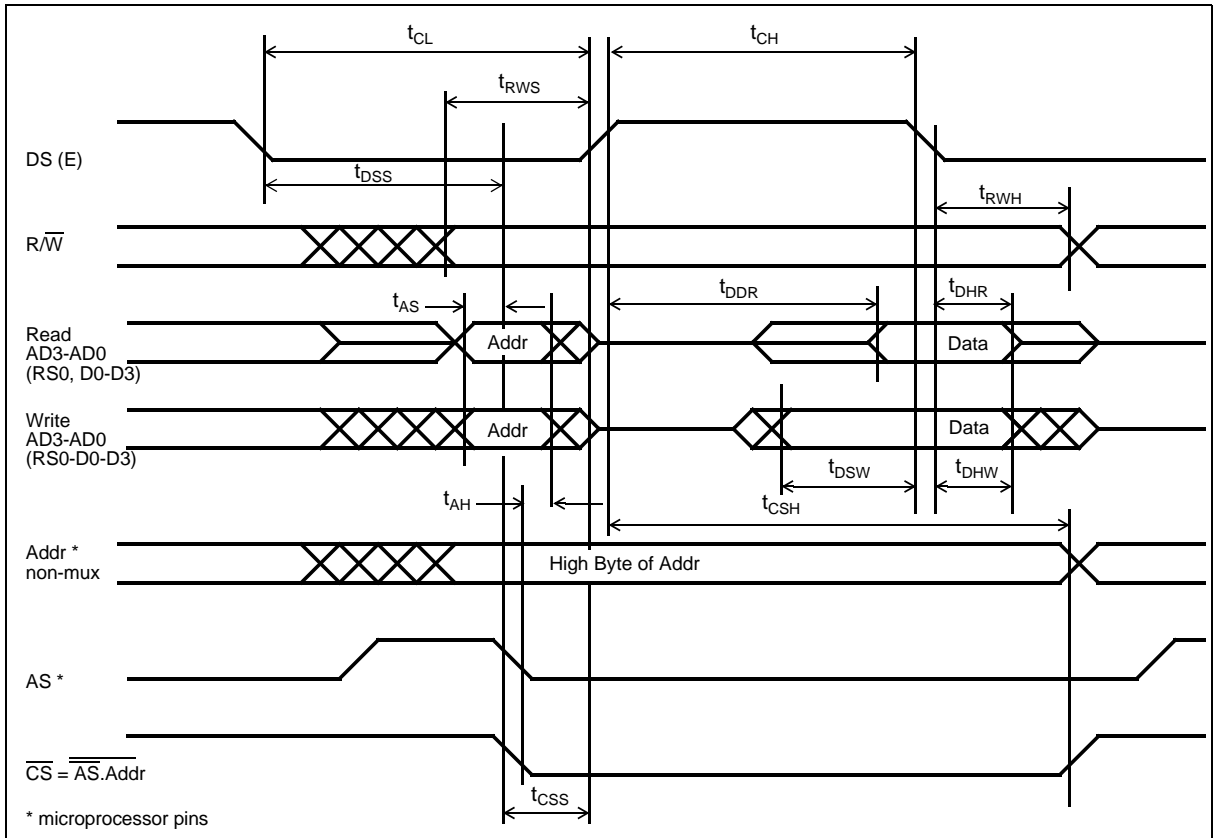 tCL
tCH
tRWS
DS (E)
tDSS
tRWH
R/W̅
tDDR
tDHR
tAS
Read
AD3-AD0
(RS0, D0-D3)
Addr
Data
Write
AD3-AD0
(RS0-D0-D3)
Addr
Data
tDSW
tDHW
tAH
tCSH
Addr *
non-mux
High Byte of Addr
AS *
C̅S̅ = A̅S̅.Addr
tCSS
* microprocessor pins